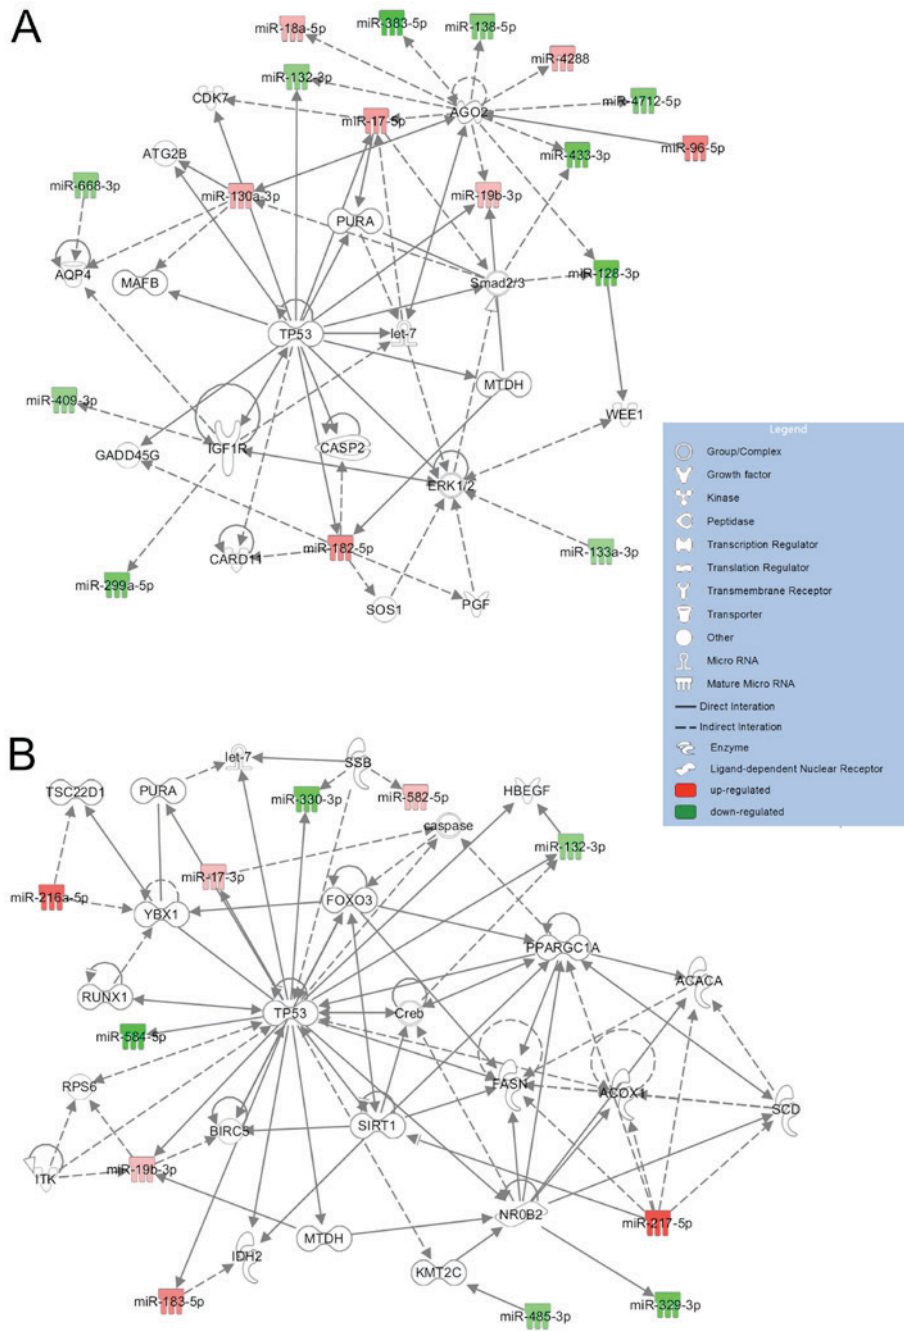 A
miR-18a-5p
miR-383-5p
miR-138-5p
miR-4288
miR-132-3p
CDK7
miR-17-5p
AGO2
miR-4712-5p
ATG2B
miR-433-3p
miR-96-5p
miR-668-3p
miR-130a-3p
miR-19b-3p
PURA
AQP4
MAFB
Smad2/3
miR-128-3p
TP53
let-7
MTDH
miR-409-3p
WEE1
GADD45G
IGF1R
CASP2
ERK1/2
CARD11
miR-182-5p
miR-133a-3p
miR-299a-5p
SOS1
PGF
Legend
Group/Complex
Growth factor
Kinase
Peptidase
Transcription Regulator
Translation Regulator
Transmembrane Receptor
Transporter
Other
Micro RNA
Mature Micro RNA
Direct Interation
Indirect Interation
Enzyme
Ligand-dependent Nuclear Receptor
up-regulated
down-regulated
B
let-7
SSB
TSC22D1
PURA
miR-330-3p
miR-582-5p
HBEGF
caspase
miR-132-3p
miR-17-3p
miR-216a-5p
YBX1
FOXO3
PPARGC1A
ACACA
RUNX1
TP53
Creb
miR-584-5p
RPS6
FASN
ACOX1
SCD
BIRC5
SIRT1
ITK
miR-19b-3p
NR0B2
miR-217-5p
MTDH
IDH2
KMT2C
miR-183-5p
miR-485-3p
miR-329-3p